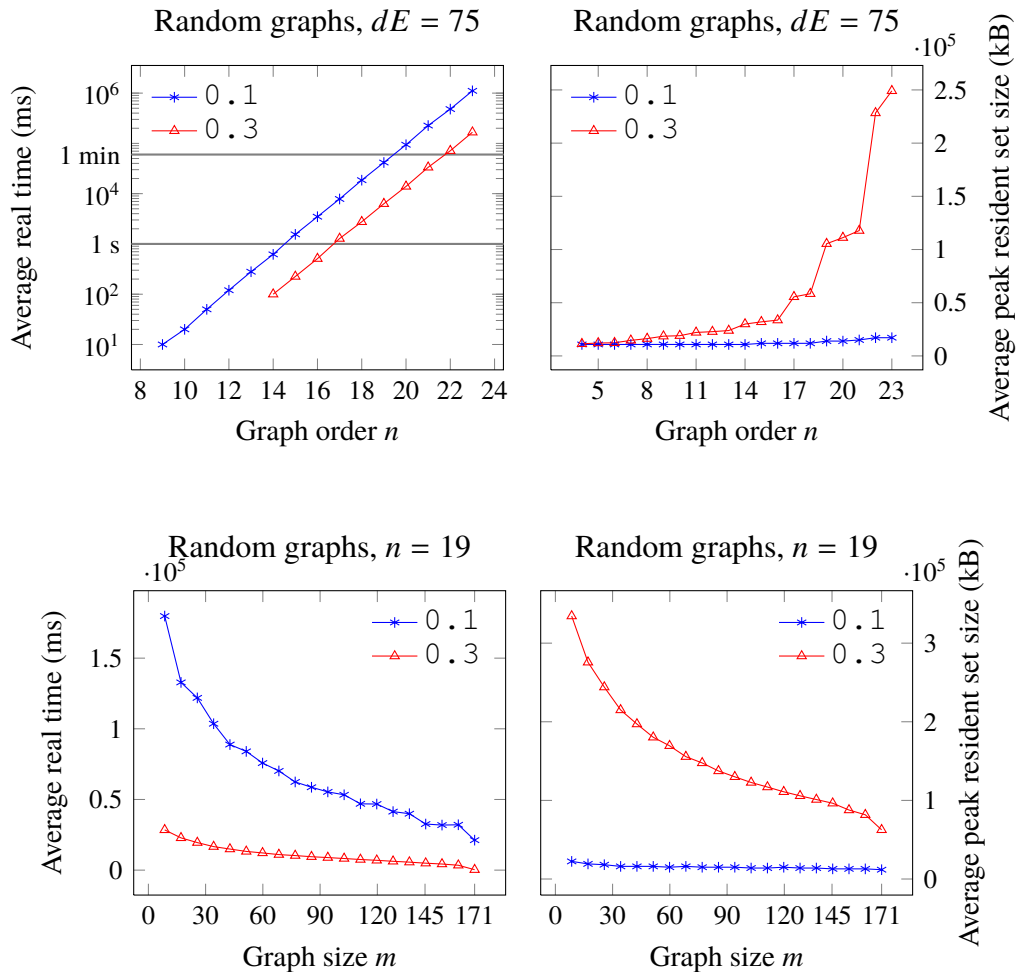 Random graphs, dE = 75
Average real time (ms)
10^6
1 min
10^4
1 s
10^2
10^1
0.1
0.3
8 10 12 14 16 18 20 22 24
Graph order n
Random graphs, dE = 75
·10^5
Average peak resident set size (kB)
2.5
2
1.5
1
0.5
0
0.1
0.3
5 8 11 14 17 20 23
Graph order n
Random graphs, n = 19
·10^5
Average real time (ms)
1.5
1
0.5
0
0.1
0.3
0 30 60 90 120 145 171
Graph size m
Random graphs, n = 19
·10^5
Average peak resident set size (kB)
3
2
1
0
0.1
0.3
0 30 60 90 120 145 171
Graph size m